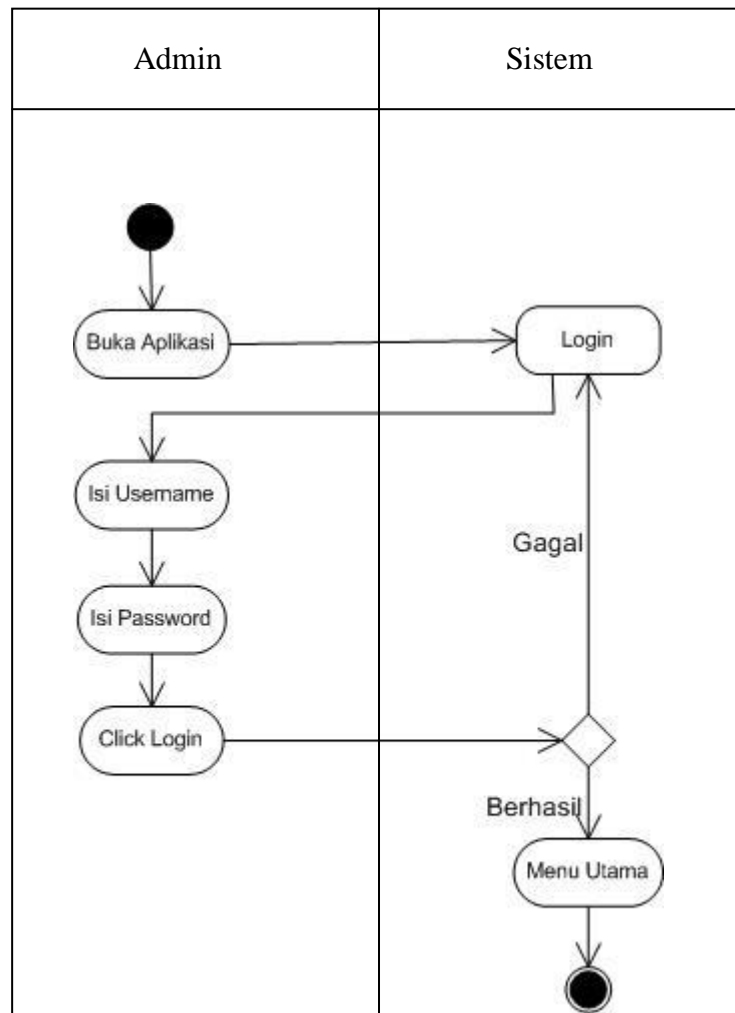 Admin
Sistem
Buka Aplikasi
Login
Isi Username
Gagal
Isi Password
Click Login
Berhasil
Menu Utama